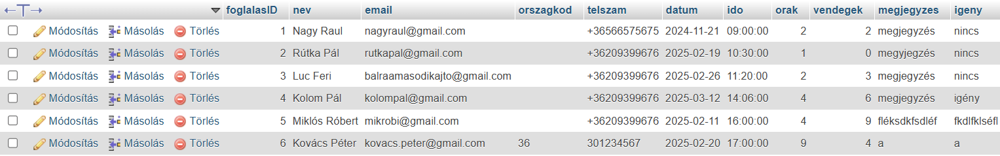 foglalasID nev email orszagkod telszam datum ido orak vendegek megjegyzes igeny
Módosítás Másolás Törlés 1 Nagy Raul nagyraul@gmail.com +36566575675 2024-11-21 09:00:00 2 2 megjegyzés nincs
Módosítás Másolás Törlés 2 Rútka Pál rutkapal@gmail.com +36209399676 2025-02-19 10:30:00 1 0 megyjegzés nincs
Módosítás Másolás Törlés 3 Luc Feri balraamasodikajto@gmail.com +36209399676 2025-02-26 11:20:00 2 3 megjegyzés nincs
Módosítás Másolás Törlés 4 Kolom Pál kolompal@gmail.com +36209399676 2025-03-12 14:06:00 4 6 megjegyzés igény
Módosítás Másolás Törlés 5 Miklós Róbert mikrobi@gmail.com +36209399676 2025-02-11 16:00:00 4 9 fléksdkfsdléf fkdlfklséfl
Módosítás Másolás Törlés 6 Kovács Péter kovacs.peter@gmail.com 36 301234567 2025-02-20 17:00:00 9 4 a a